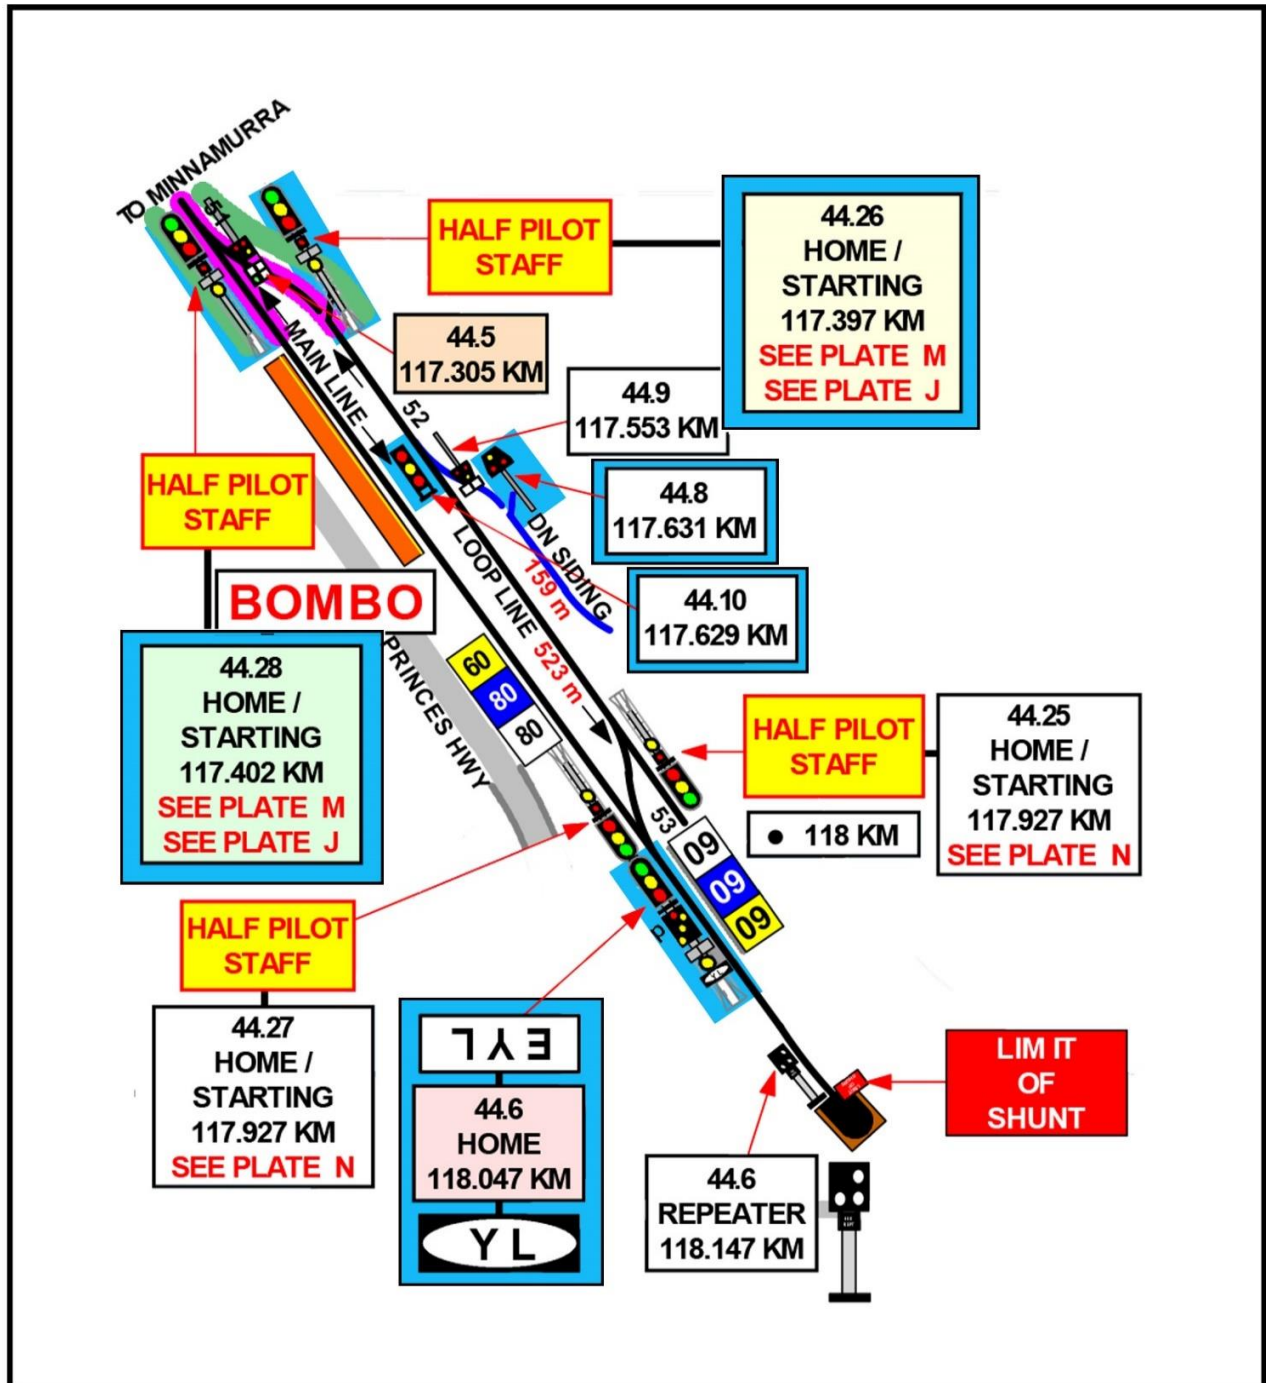 TO MINNAMURRA
51
HALF PILOT
STAFF
44.26
HOME /
STARTING
117.397 KM
SEE PLATE M
SEE PLATE J
44.5
117.305 KM
MAIN LINE
52
44.9
117.553 KM
44.8
117.631 KM
HALF PILOT
STAFF
DN SIDING
159 m
LOOP LINE
523 m
44.10
117.629 KM
BOMBO
44.28
HOME /
STARTING
117.402 KM
SEE PLATE M
SEE PLATE J
PRINCES HWY
60
80
80
HALF PILOT
STAFF
44.25
HOME /
STARTING
117.927 KM
SEE PLATE N
53
118 KM
60
60
60
P
YL
HALF PILOT
STAFF
44.27
HOME /
STARTING
117.927 KM
SEE PLATE N
EYL
44.6
HOME
118.047 KM
YL
44.6
REPEATER
118.147 KM
LIM IT
OF
SHUNT